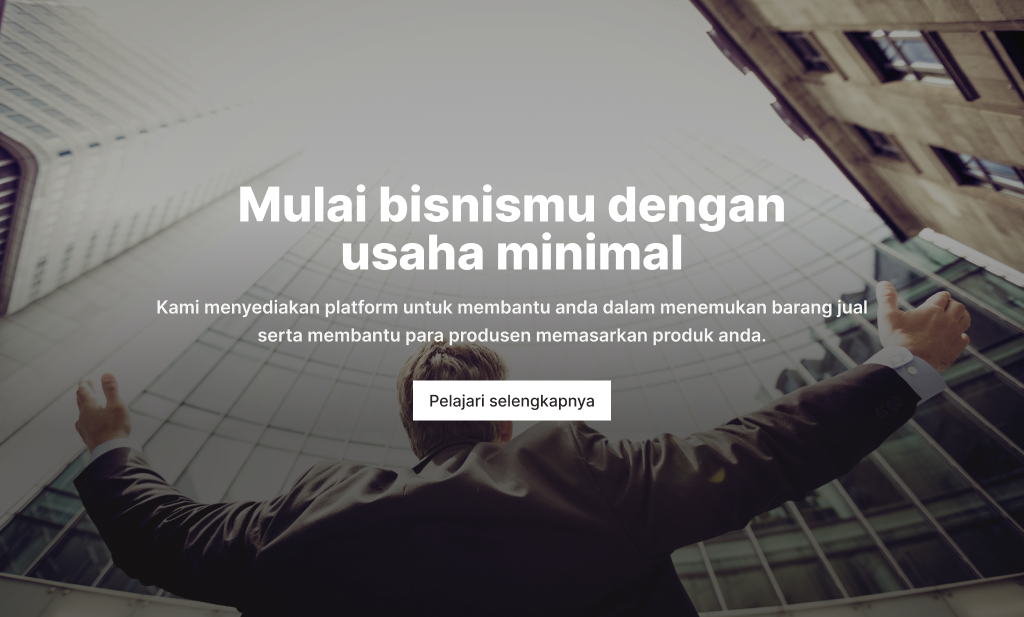 Mulai bisnismu dengan
usaha minimal
Kami menyediakan platform untuk membantu anda dalam menemukan barang jual
serta membantu para produsen memasarkan produk anda.
Pelajari selengkapnya